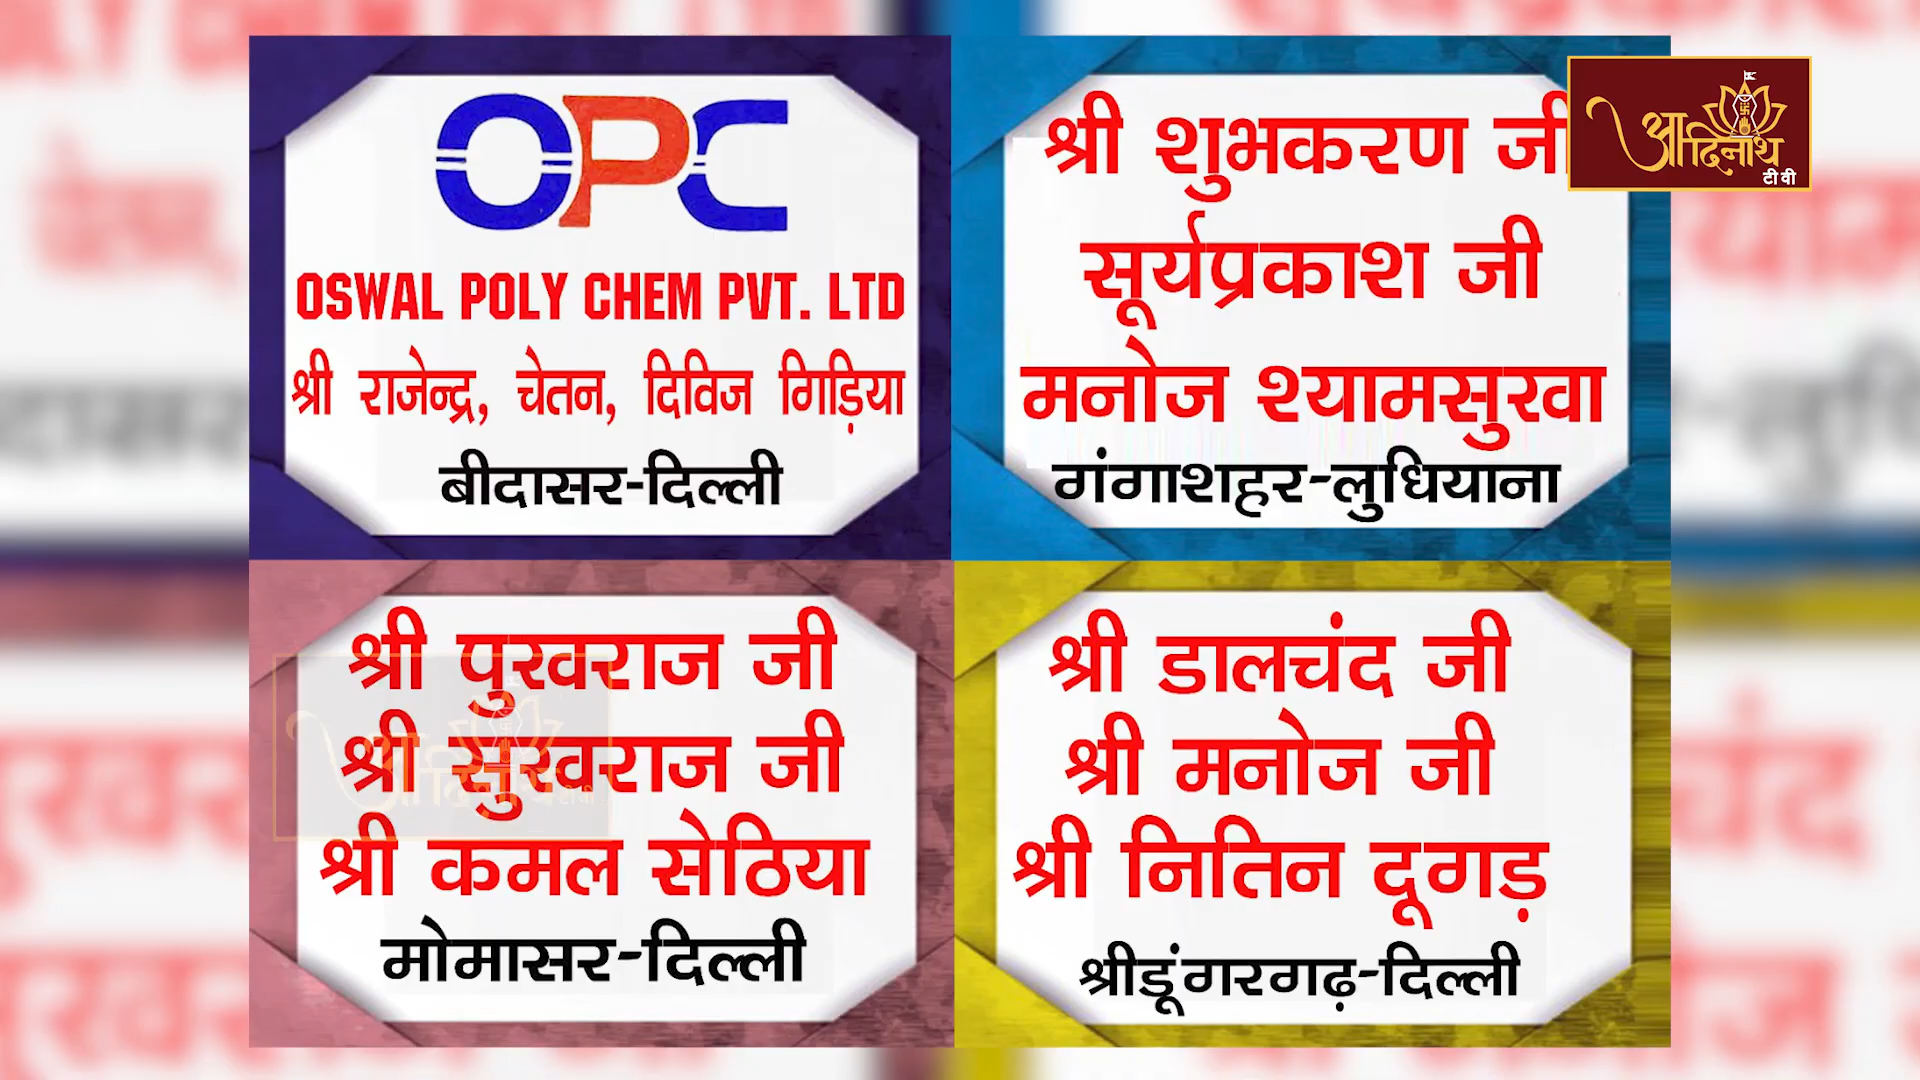 OPC
OSWAL POLY CHEM PVT. LTD
श्री राजेन्द्र, चेतन, दिविज गिड़िया
बीदासर-दिल्ली
श्री शुभकरण जी
सूर्यप्रकाश जी
मनोज श्यामसुखा
गंगाशहर-लुधियाना
आदिनाथ
टी वी
श्री पुखराज जी
श्री सुखराज जी
श्री कमल सेठिया
मोमासर-दिल्ली
आदिनाथ
टी वी
श्री डालचंद जी
श्री मनोज जी
श्री नितिन दूगड़
श्रीडूंगरगढ़-दिल्ली